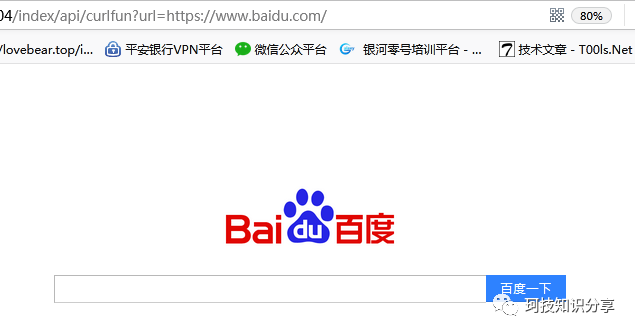 04/index/api/curlfun?url=https://www.baidu.com/
80%
/lovebear.top/i... 平安银行VPN平台 微信公众平台 银河零号培训平台 - ... 技术文章 - T00ls.Net
Bai du 百度
百度一下
珂技知识分享